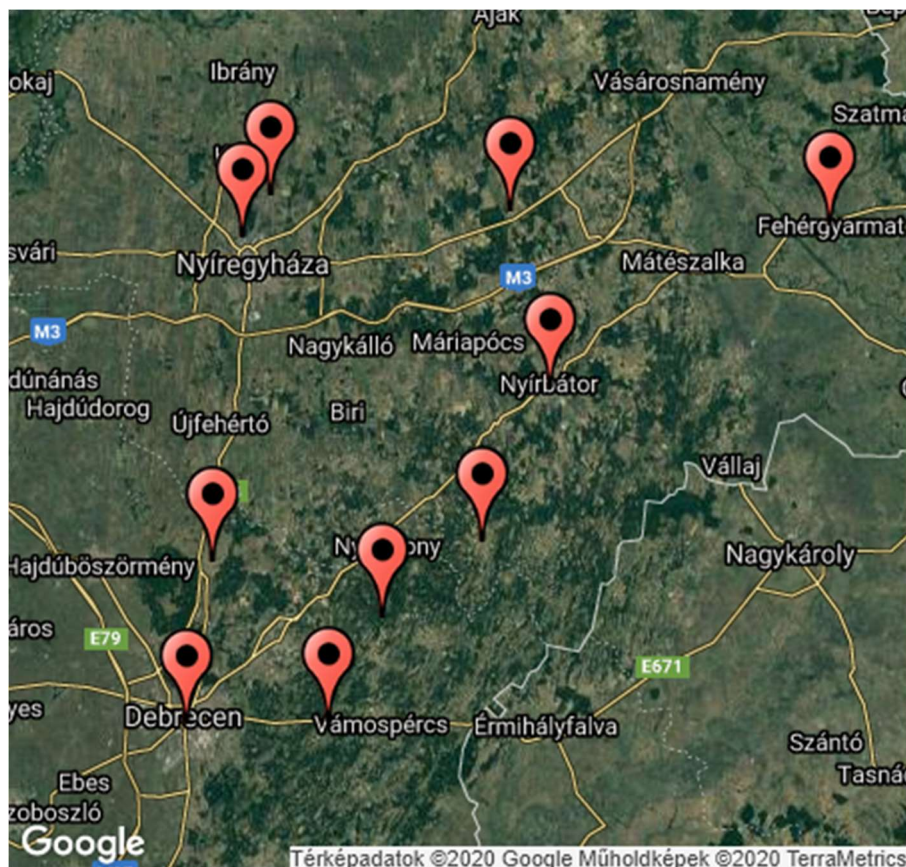 Ajak
okaj
Ibrány
Vásárosnamény
Szatma
svári
Nyíregyháza
Fehérgyarmat
Mátészalka
M3
M3
Nagykálló
Máriapócs
dúnánás
Nyírbátor
Hajdúdorog
Biri
Újfehértó
Vállaj
Hajdúböszörmény
Nagykároly
áros
E79
E671
yes
Debrecen
Vámospércs
Érmihályfalva
Szántó
Ebes
Tasná
zoboszló
Google
Térképadatok ©2020 Google Műholdképek ©2020 TerraMetrics